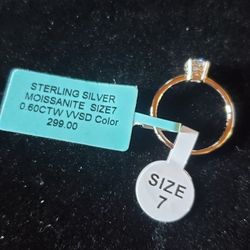 STERLING SILVER
MOISSANITE SIZE7
0.60CTW VVSD Color
299.00
SIZE
7